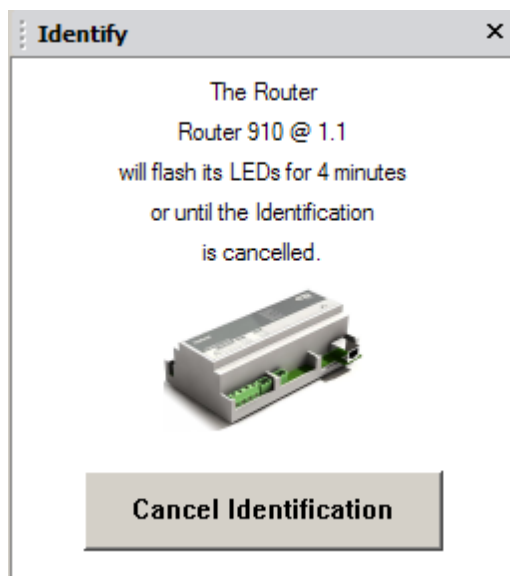 Identify
The Router
Router 910 @ 1.1
will flash its LEDs for 4 minutes
or until the Identification
is cancelled.
Cancel Identification